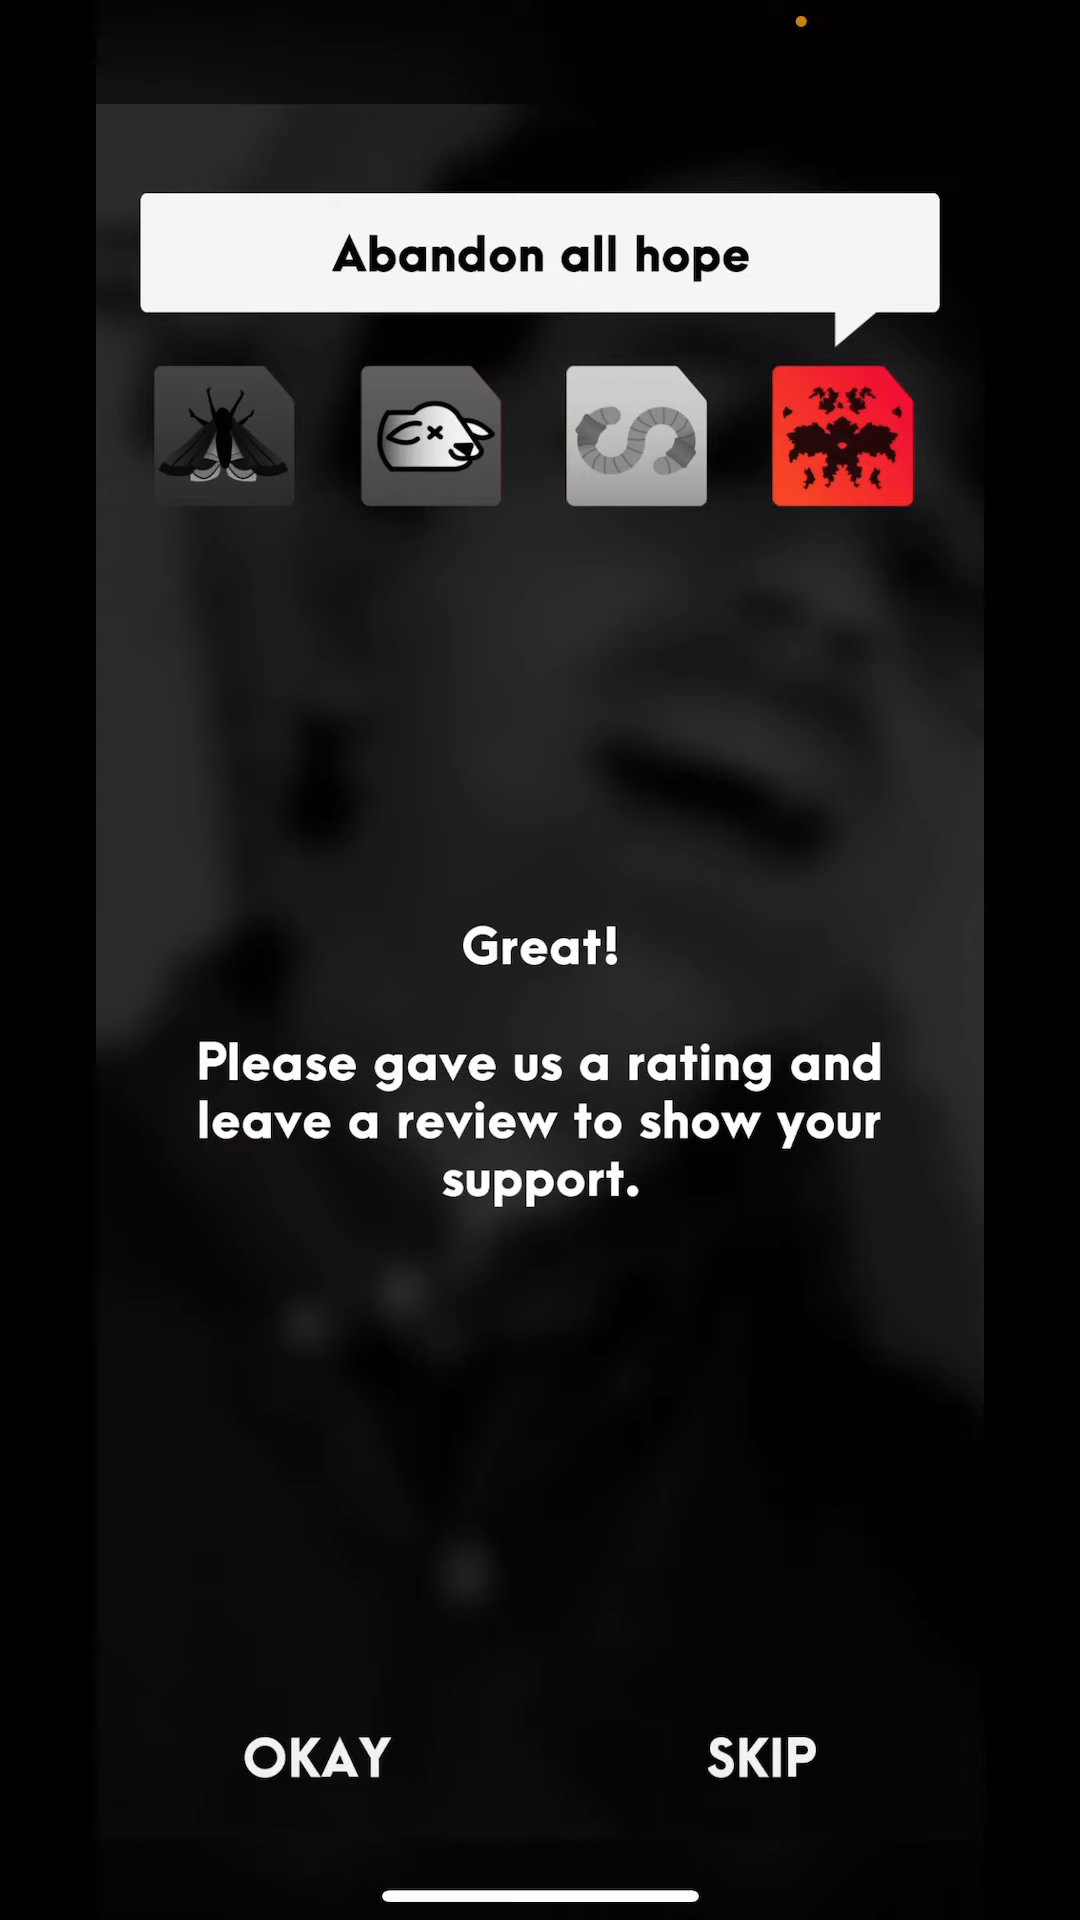 Abandon all hope
Great!
Please gave us a rating and
leave a review to show your
support.
OKAY
SKIP